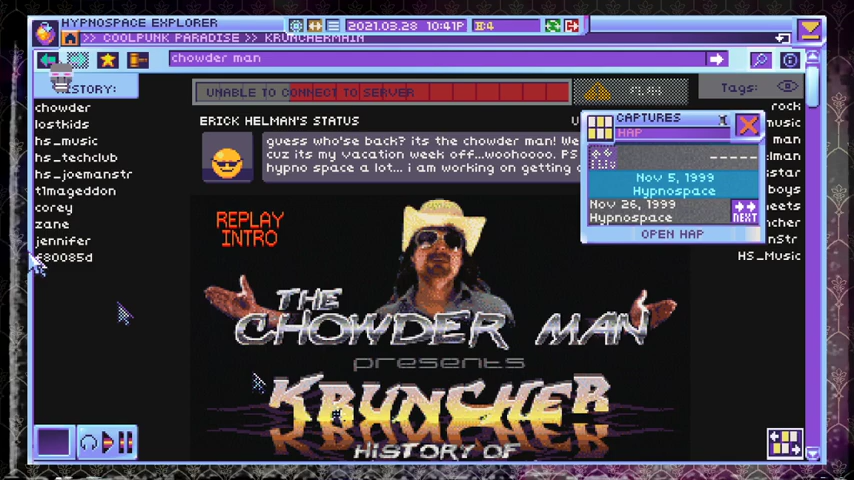 HYPNOSPACE EXPLORER
2021.03.28 10:41P
E:4
>> COOLPUNK PARADISE >> KRUNCHERMAIN
chowder man
HISTORY:
chowder
lostkids
hs_music
hs_techclub
hs_joemanstr
t1mageddon
corey
zane
jennifer
f80085d
UNABLE TO CONNECT TO SERVER
Tags:
ERICK HELMAN'S STATUS
guess who'se back? its the chowder man! We
cuz its my vacation week off...woohoooo. PS
hypno space a lot... i am working on getting
CAPTURES
HAP
-----
Nov 5, 1999
Hypnospace
Nov 26, 1999
Hypnospace
NEXT
OPEN HAP
rock
music
man
HS_Music
REPLAY
INTRO
THE
CHOWDER MAN
presents
KRUNCHER
HISTORY OF